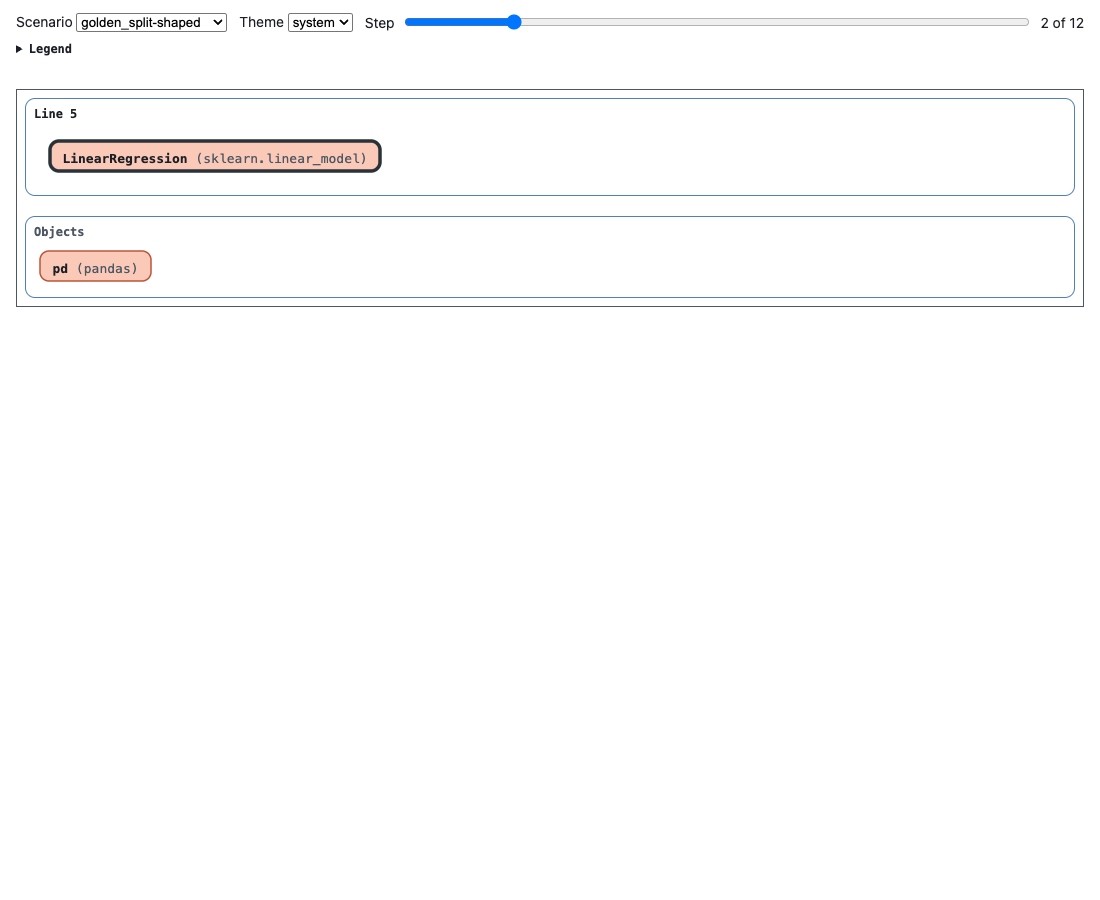 Scenario golden_split-shaped Theme system Step 2 of 12
Legend
Line 5
LinearRegression (sklearn.linear_model)
Objects
pd (pandas)